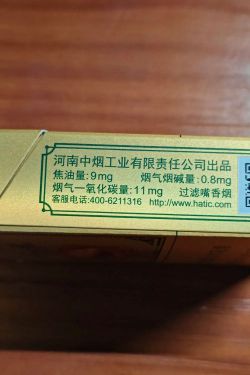 河南中烟工业有限责任公司出品
焦油量:9mg 烟气烟碱量:0.8mg
烟气一氧化碳量:11mg 过滤嘴香烟
客服电话:400-6211316 http://www.hatic.com